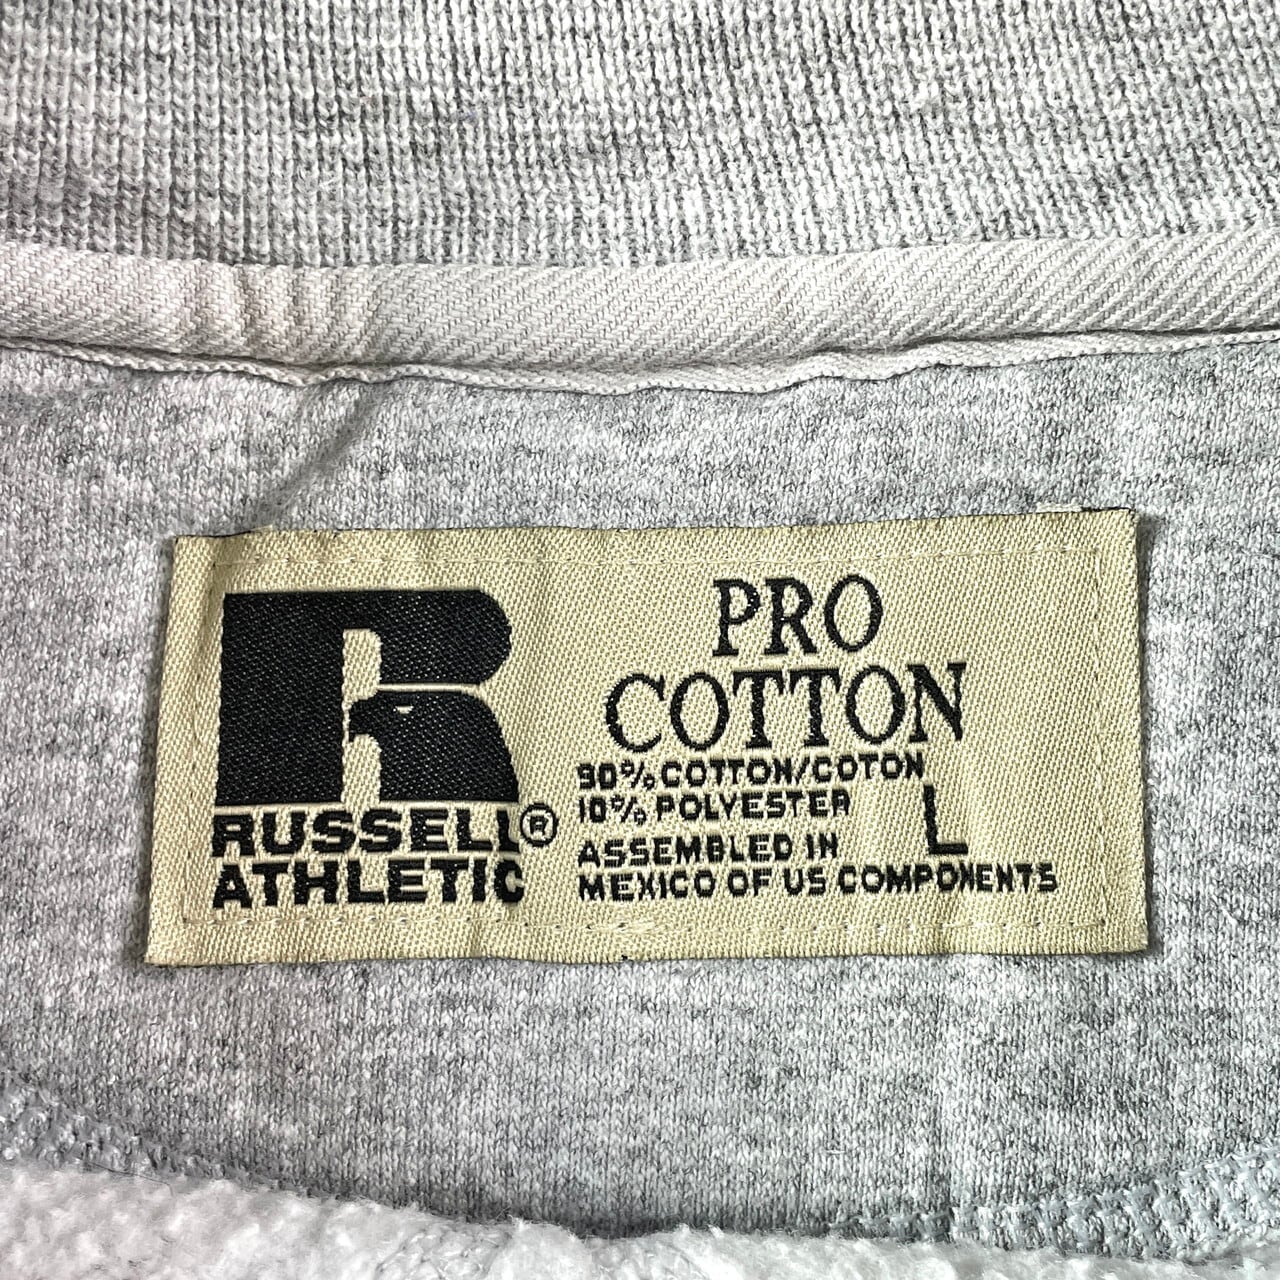 PRO
COTTON
90% COTTON/COTON
10% POLYESTER
L
ASSEMBLED IN
MEXICO OF US COMPONENTS
R
RUSSELL®
ATHLETIC